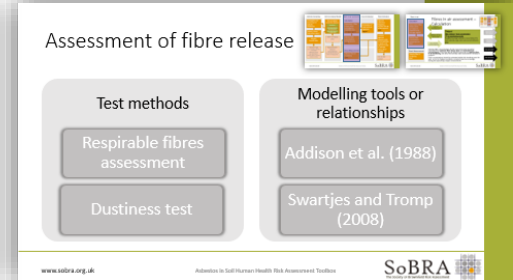 Assessment of fibre release
Test methods
Respirable fibres
assessment
Dustiness test
Modelling tools or
relationships
Addison et al. (1988)
Swartjes and Tromp
(2008)
www.sobra.org.uk
Asbestos in Soil Human Health Risk Assessment Toolbox
SoBRA